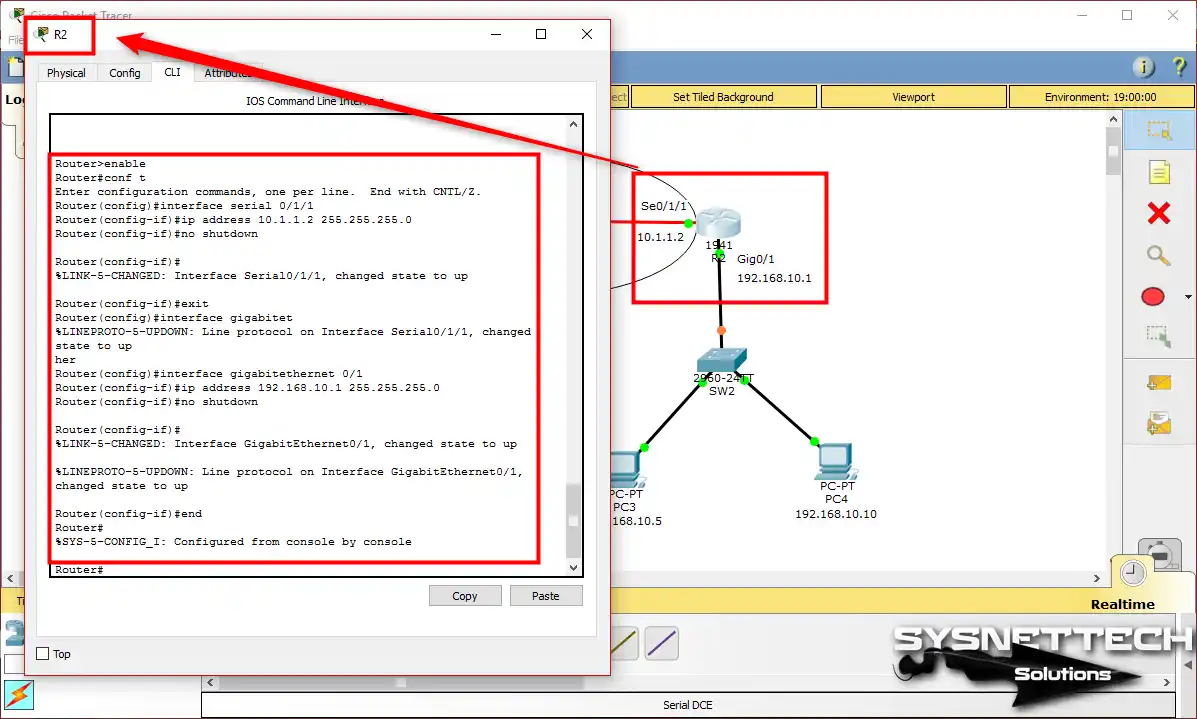 Cisco Packet Tracer
R2
File
Physical
Config
CLI
Attributes
IOS Command Line Interface
Router>enable
Router#conf t
Enter configuration commands, one per line.  End with CNTL/Z.
Router(config)#interface serial 0/1/1
Router(config-if)#ip address 10.1.1.2 255.255.255.0
Router(config-if)#no shutdown
Router(config-if)#
%LINK-5-CHANGED: Interface Serial0/1/1, changed state to up
Router(config-if)#exit
Router(config)#interface gigabitet
%LINEPROTO-5-UPDOWN: Line protocol on Interface Serial0/1/1, changed
state to up
her
Router(config)#interface gigabitethernet 0/1
Router(config-if)#ip address 192.168.10.1 255.255.255.0
Router(config-if)#no shutdown
Router(config-if)#
%LINK-5-CHANGED: Interface GigabitEthernet0/1, changed state to up
%LINEPROTO-5-UPDOWN: Line protocol on Interface GigabitEthernet0/1,
changed state to up
Router(config-if)#end
Router#
%SYS-5-CONFIG_I: Configured from console by console
Router#
Copy
Paste
Top
Set Tiled Background
Viewport
Environment: 19:00:00
Se0/1/1
10.1.1.2
1941
R2
Gig0/1
192.168.10.1
2960-24TT
SW2
PC-PT
PC3
168.10.5
PC-PT
PC4
192.168.10.10
Realtime
SYSNETTECH
Solutions
Serial DCE